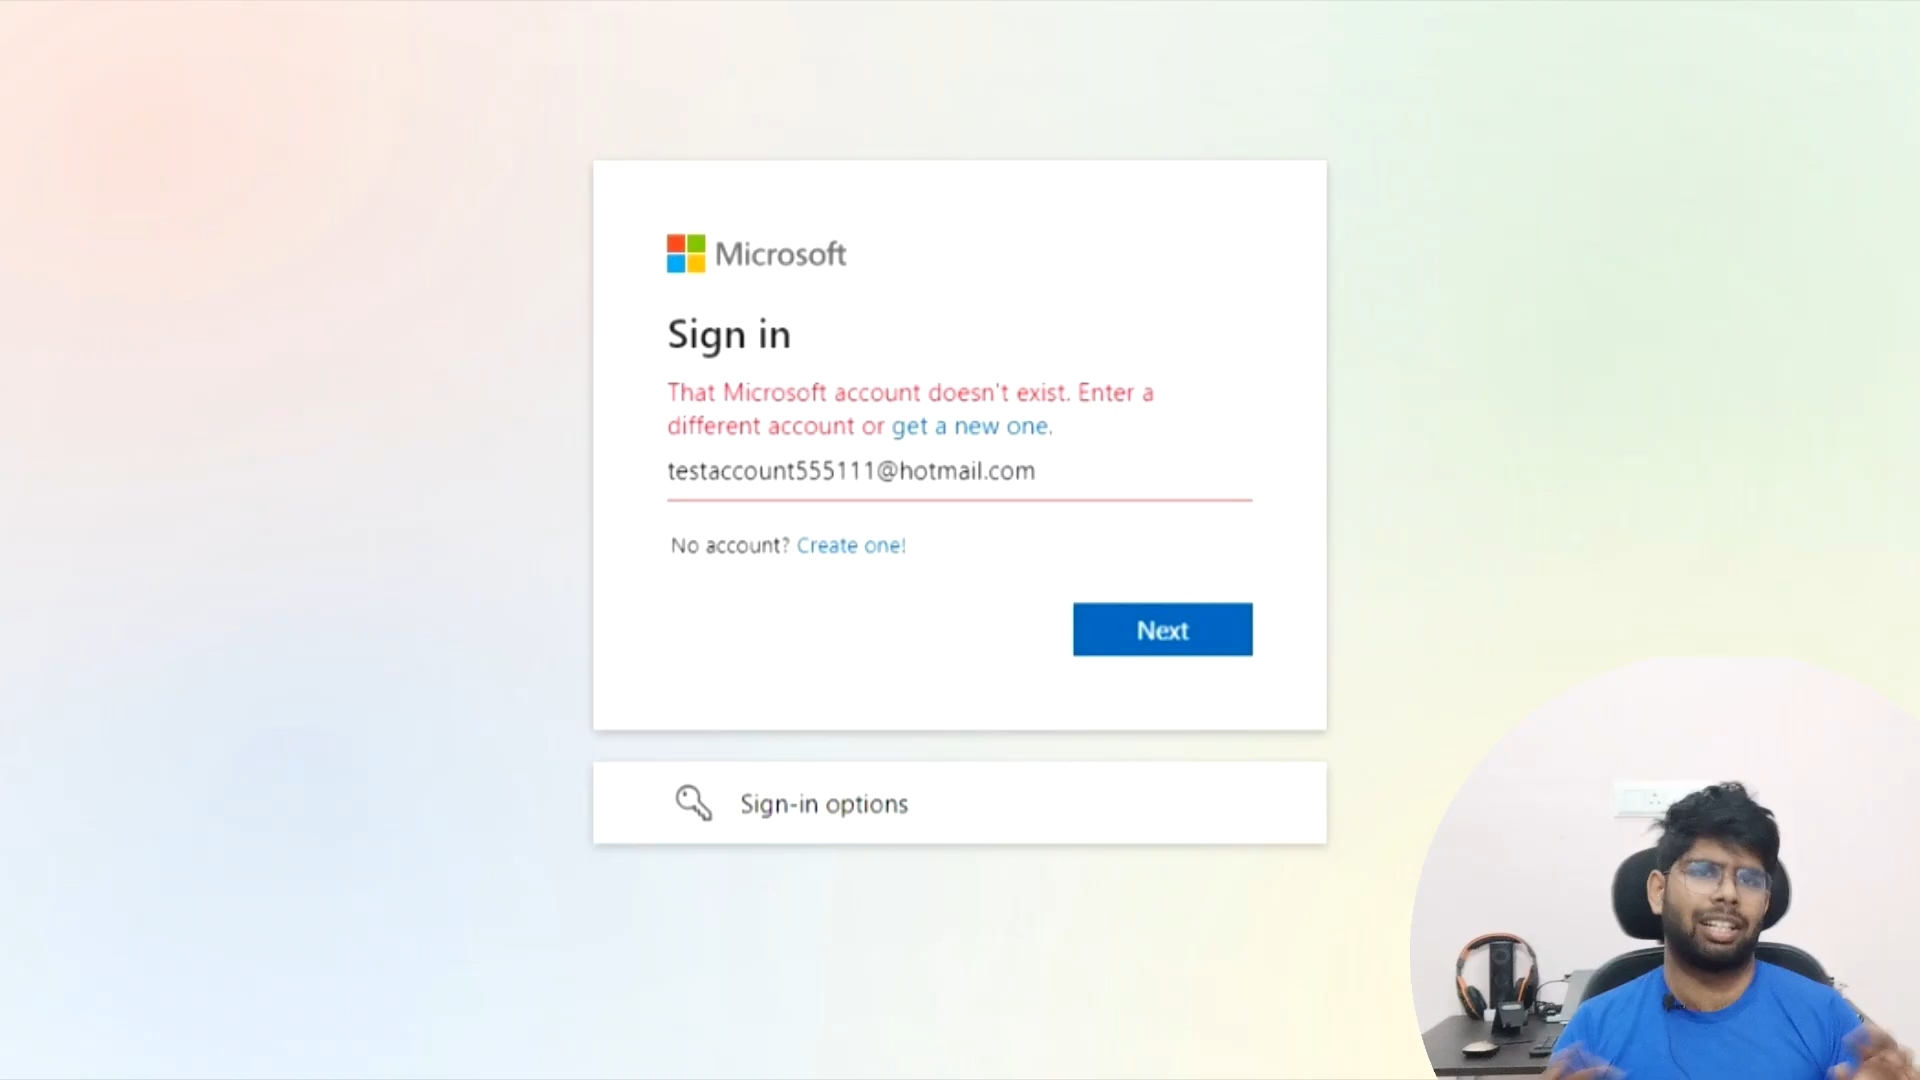 Microsoft
Sign in
That Microsoft account doesn't exist. Enter a
different account or get a new one.
testaccount555111@hotmail.com
No account? Create one!
Next
Sign-in options